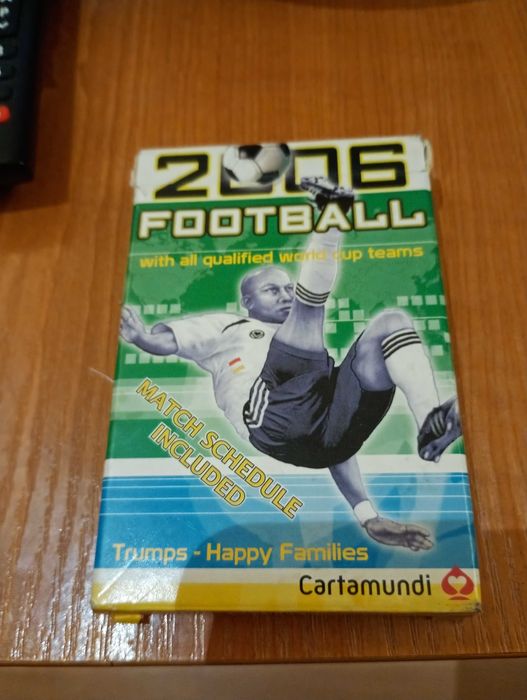 2006
FOOTBALL
with all qualified world cup teams
MATCH SCHEDULE
INCLUDED
Trumps - Happy Families
Cartamundi